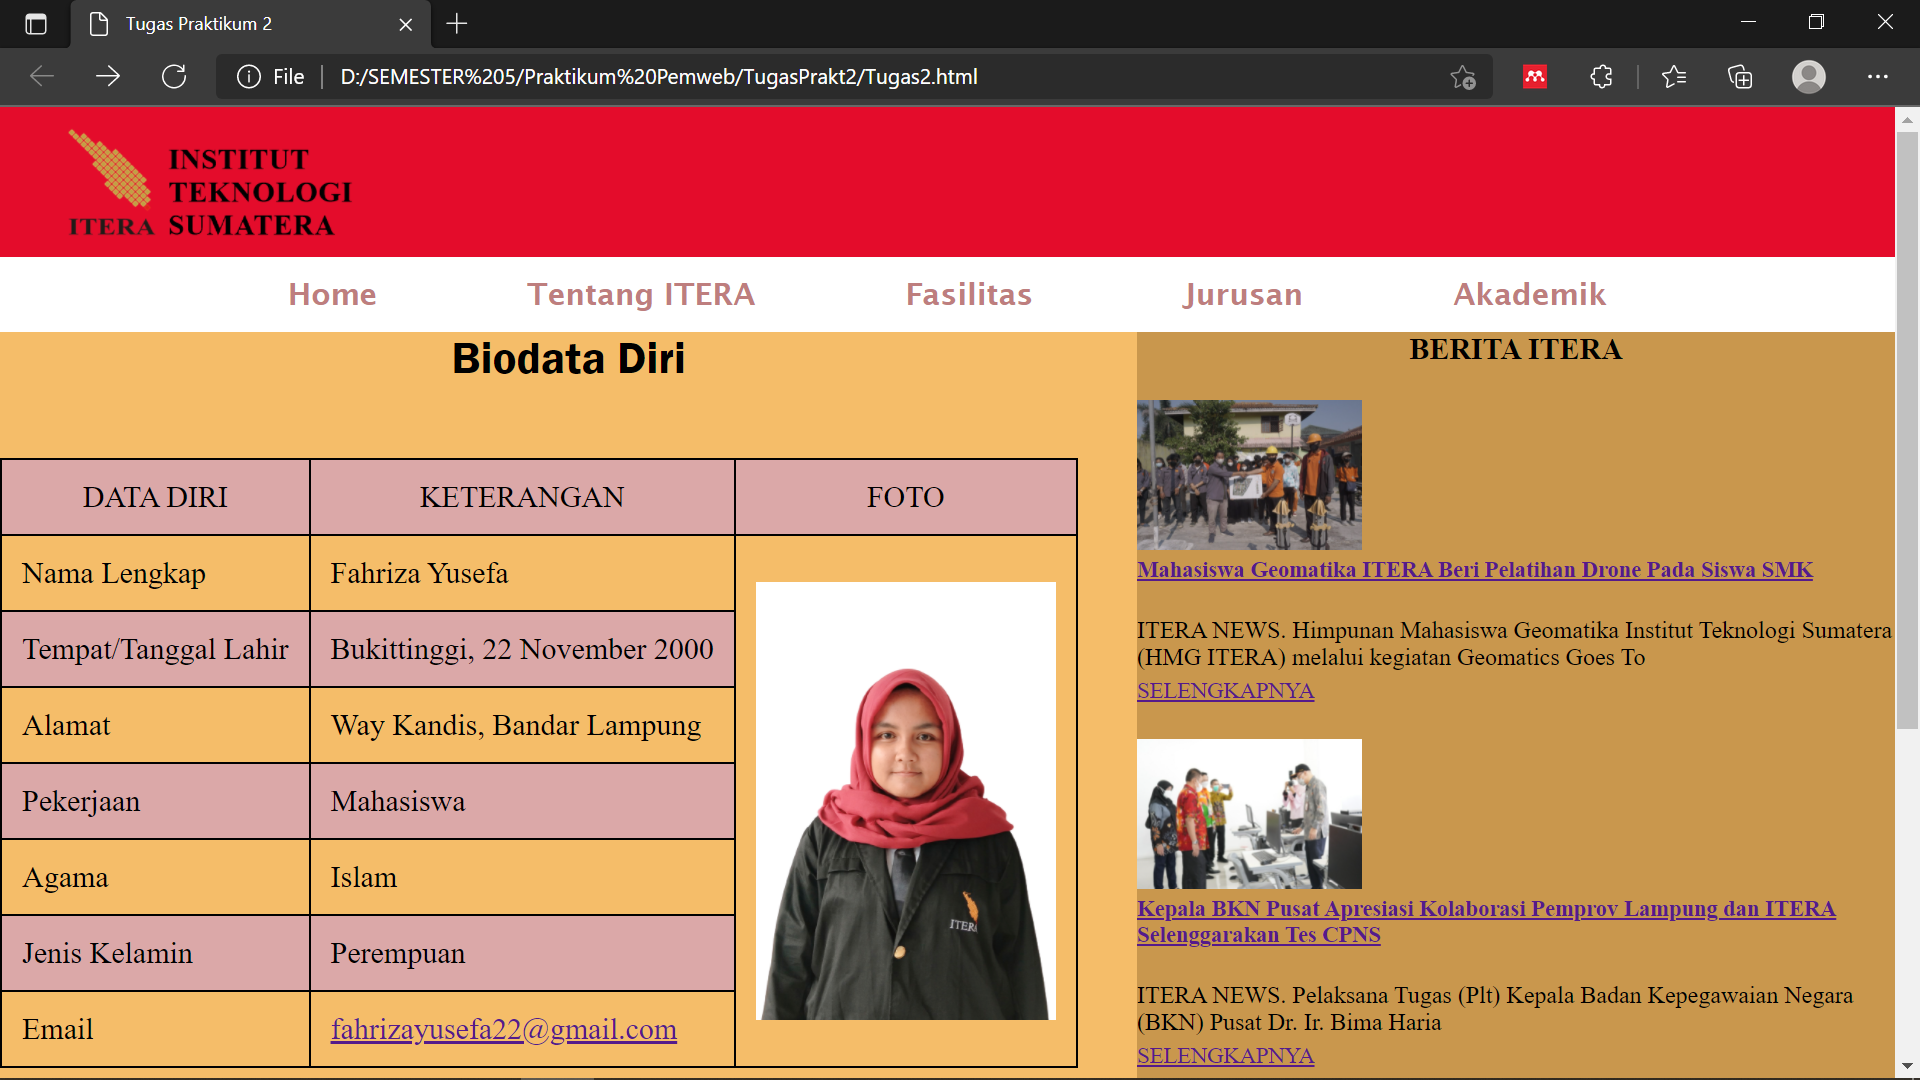 Tugas Praktikum 2
File
D:/SEMESTER%205/Praktikum%20Pemweb/TugasPrakt2/Tugas2.html
ITERA
INSTITUT
TEKNOLOGI
SUMATERA
Home
Tentang ITERA
Fasilitas
Jurusan
Akademik
Biodata Diri
DATA DIRI
KETERANGAN
FOTO
Nama Lengkap
Fahriza Yusefa
Tempat/Tanggal Lahir
Bukittinggi, 22 November 2000
Alamat
Way Kandis, Bandar Lampung
Pekerjaan
Mahasiswa
Agama
Islam
Jenis Kelamin
Perempuan
Email
fahrizayusefa22@gmail.com
ITERA
BERITA ITERA
Mahasiswa Geomatika ITERA Beri Pelatihan Drone Pada Siswa SMK
ITERA NEWS. Himpunan Mahasiswa Geomatika Institut Teknologi Sumatera
(HMG ITERA) melalui kegiatan Geomatics Goes To
SELENGKAPNYA
Kepala BKN Pusat Apresiasi Kolaborasi Pemprov Lampung dan ITERA
Selenggarakan Tes CPNS
ITERA NEWS. Pelaksana Tugas (Plt) Kepala Badan Kepegawaian Negara
(BKN) Pusat Dr. Ir. Bima Haria
SELENGKAPNYA